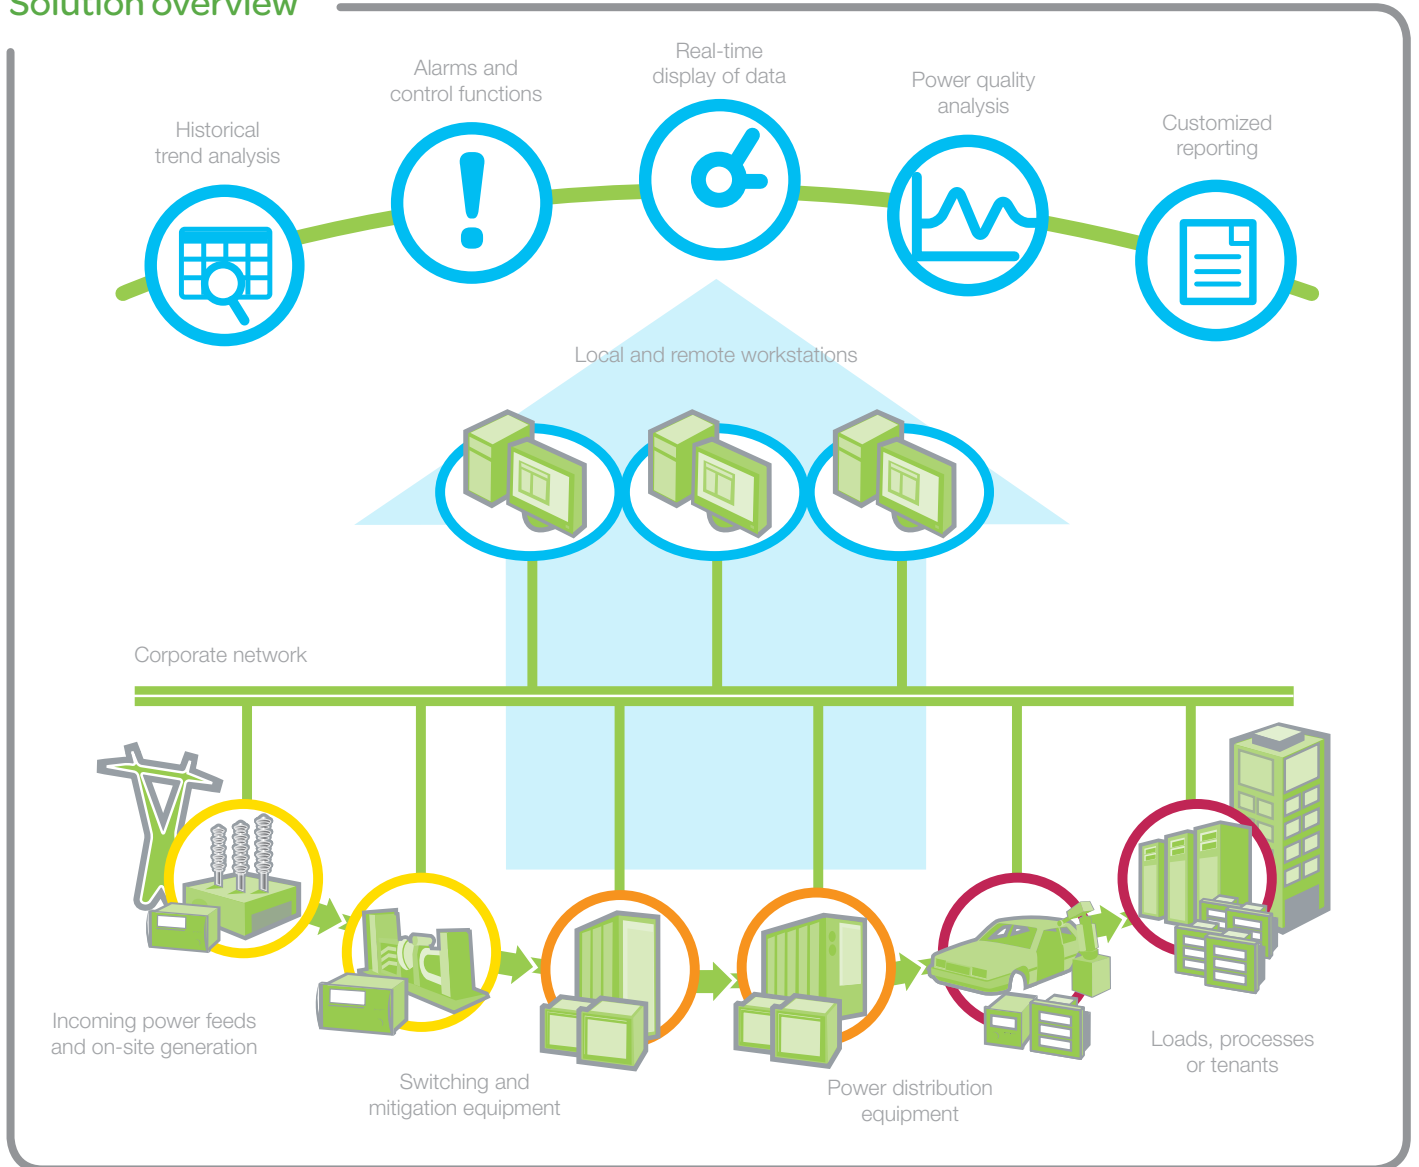 Solution overview
Real-time
display of data
Alarms and
control functions
Power quality
analysis
Historical
trend analysis
Customized
reporting
Local and remote workstations
Corporate network
Incoming power feeds
and on-site generation
Switching and
mitigation equipment
Power distribution
equipment
Loads, processes
or tenants